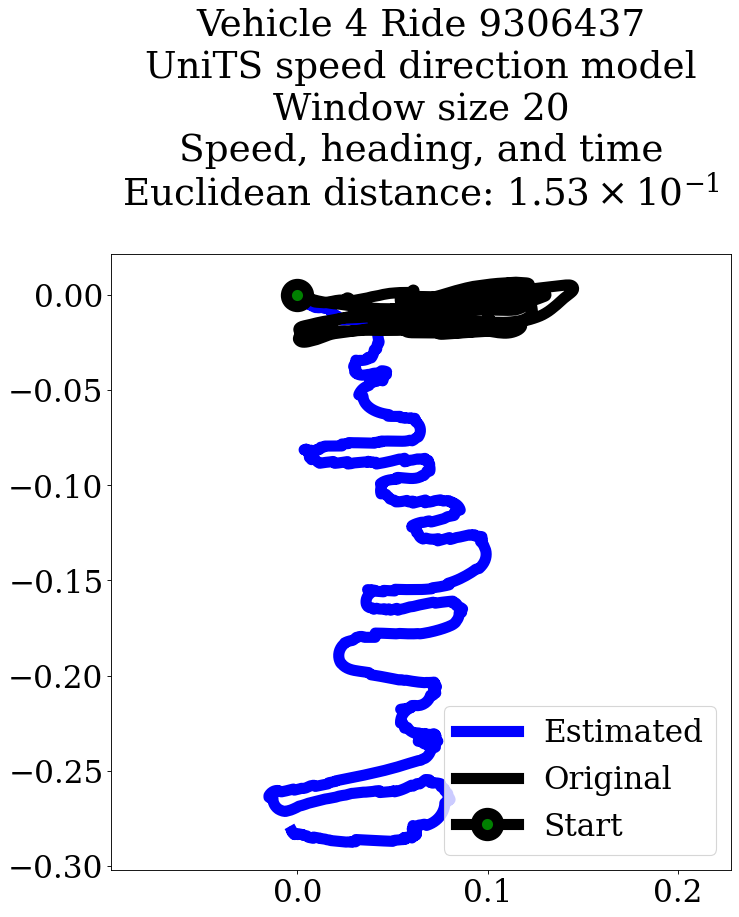 Vehicle 4 Ride 9306437
UniTS speed direction model
Window size 20
Speed, heading, and time
Euclidean distance: 1.53 × 10⁻¹
0.00
−0.05
−0.10
−0.15
−0.20
−0.25
−0.30
Estimated
Original
Start
0.0
0.1
0.2